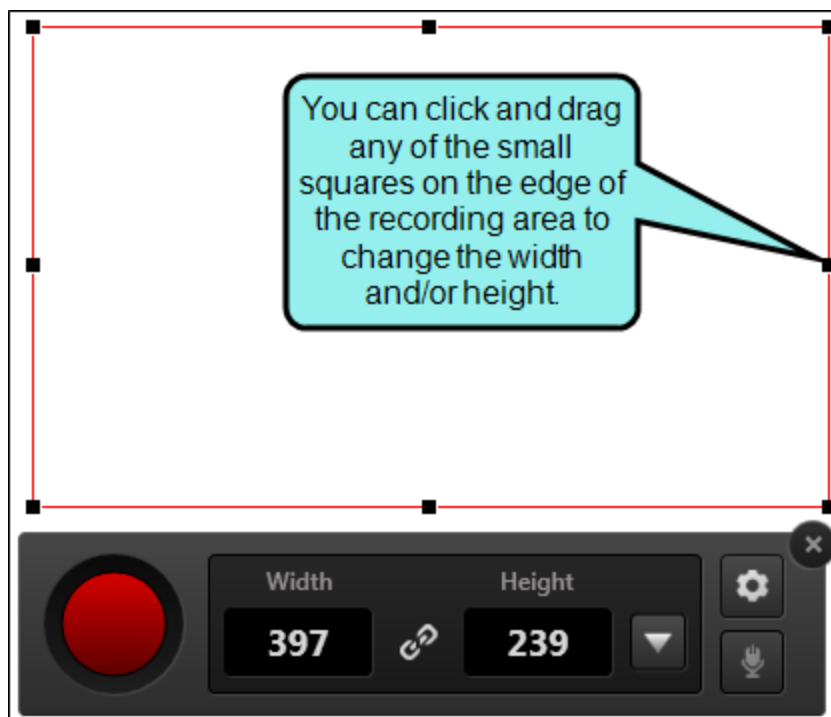 You can click and drag
any of the small
squares on the edge of
the recording area to
change the width
and/or height.
Width
Height
397
239